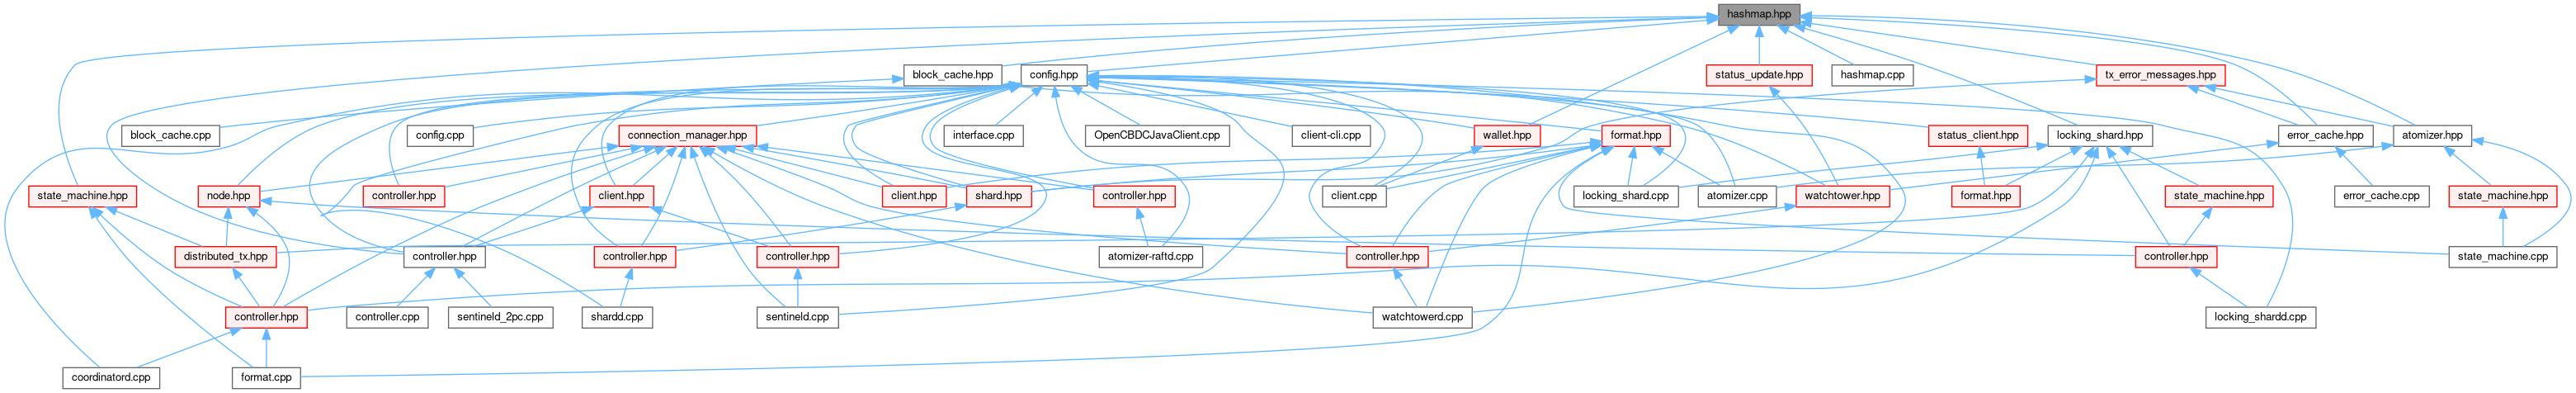 hashmap.hpp
block_cache.hpp
config.hpp
status_update.hpp
hashmap.cpp
tx_error_messages.hpp
block_cache.cpp
config.cpp
connection_manager.hpp
interface.cpp
OpenCBDCJavaClient.cpp
client-cli.cpp
wallet.hpp
format.hpp
status_client.hpp
locking_shard.hpp
error_cache.hpp
atomizer.hpp
state_machine.hpp
node.hpp
controller.hpp
client.hpp
client.hpp
shard.hpp
controller.hpp
client.cpp
locking_shard.cpp
atomizer.cpp
watchtower.hpp
format.hpp
state_machine.hpp
error_cache.cpp
state_machine.hpp
distributed_tx.hpp
controller.hpp
controller.hpp
controller.hpp
atomizer-raftd.cpp
controller.hpp
controller.hpp
state_machine.cpp
controller.hpp
controller.cpp
sentineld_2pc.cpp
shardd.cpp
sentineld.cpp
watchtowerd.cpp
locking_shardd.cpp
coordinatord.cpp
format.cpp